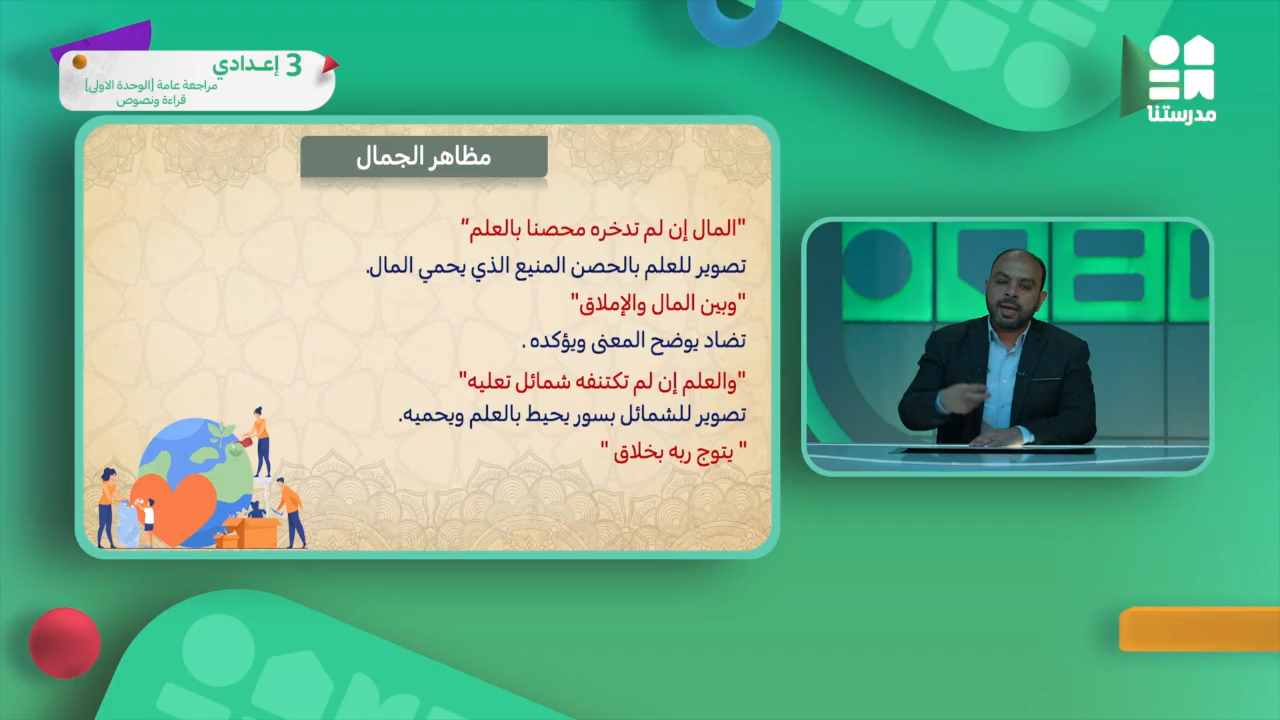 3 إعـدادي
مراجعة عامة [الوحدة الاولى]
قراءة ونصوص
مدرستنا
مظاهر الجمال
"المال إن لم تدخره محصنا بالعلم"
تصوير للعلم بالحصن المنيع الذي يحمي المال.
"وبين المال والإملاق"
تضاد يوضح المعنى ويؤكده .
"والعلم إن لم تكتنفه شمائل تعليه"
تصوير للشمائل بسور يحيط بالعلم ويحميه.
" يتوج ربه بخلاق "